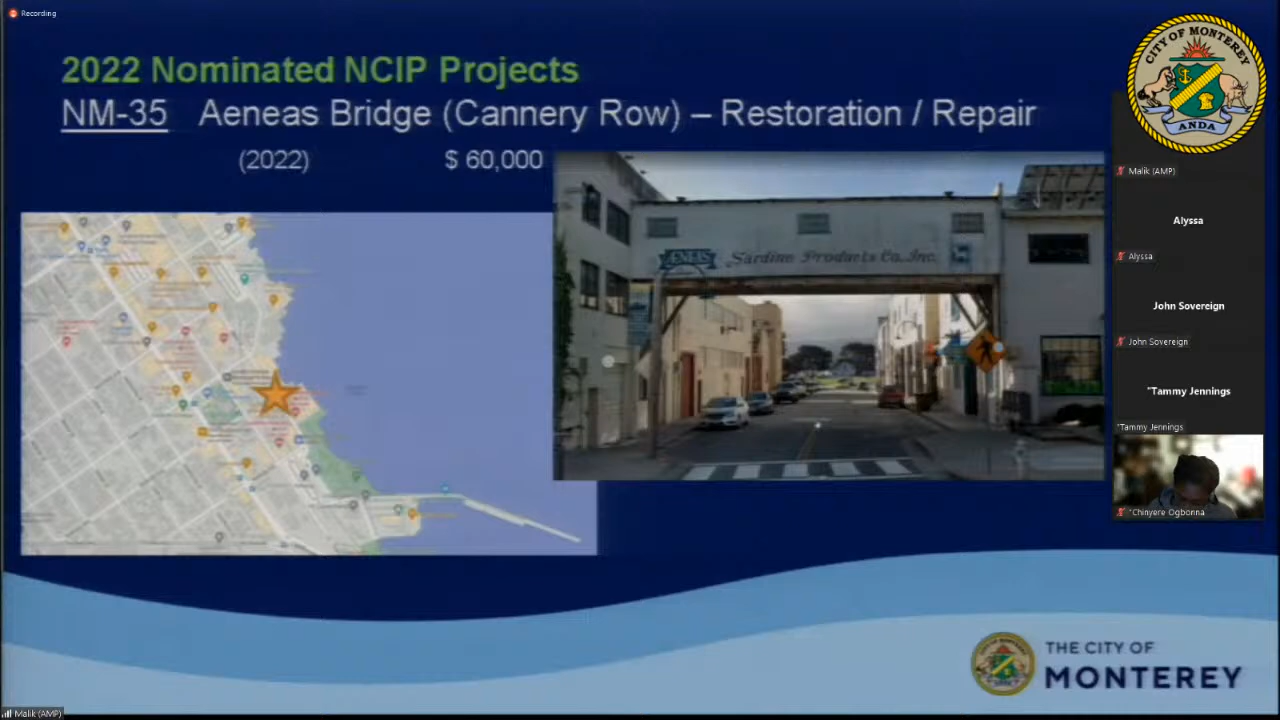 Recording
2022 Nominated NCIP Projects
NM-35 Aeneas Bridge (Cannery Row) – Restoration / Repair
(2022) $ 60,000
AENEAS Sardine Products Co., Inc.
CITY OF MONTEREY
ANDA
Malik (AMP)
Alyssa
Alyssa
John Sovereign
John Sovereign
"Tammy Jennings
"Tammy Jennings
"Chinyere Ogbonna
THE CITY OF
MONTEREY
Malik (AMP)